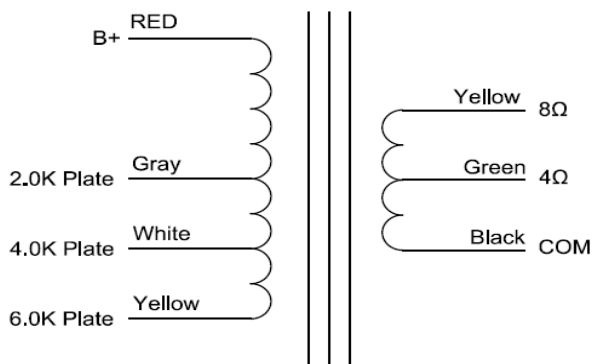 RED
B+
Yellow 8Ω
Gray
2.0K Plate
Green 4Ω
White
4.0K Plate
Black COM
Yellow
6.0K Plate